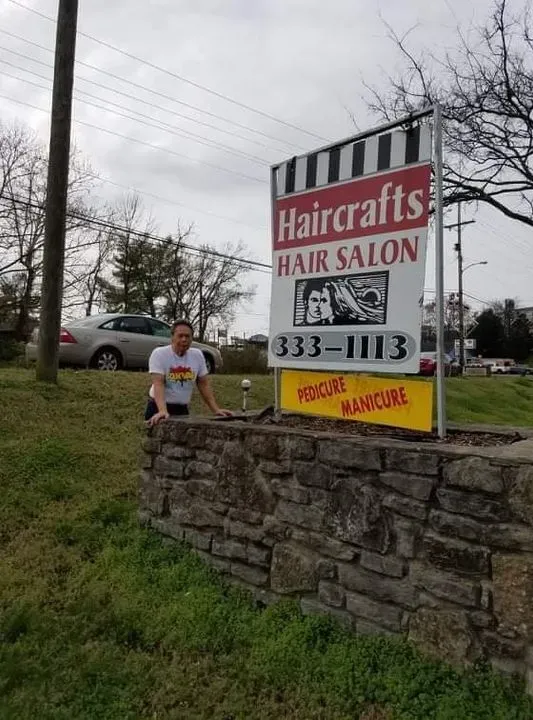 Haircrafts
HAIR SALON
333-1113
PEDICURE
MANICURE